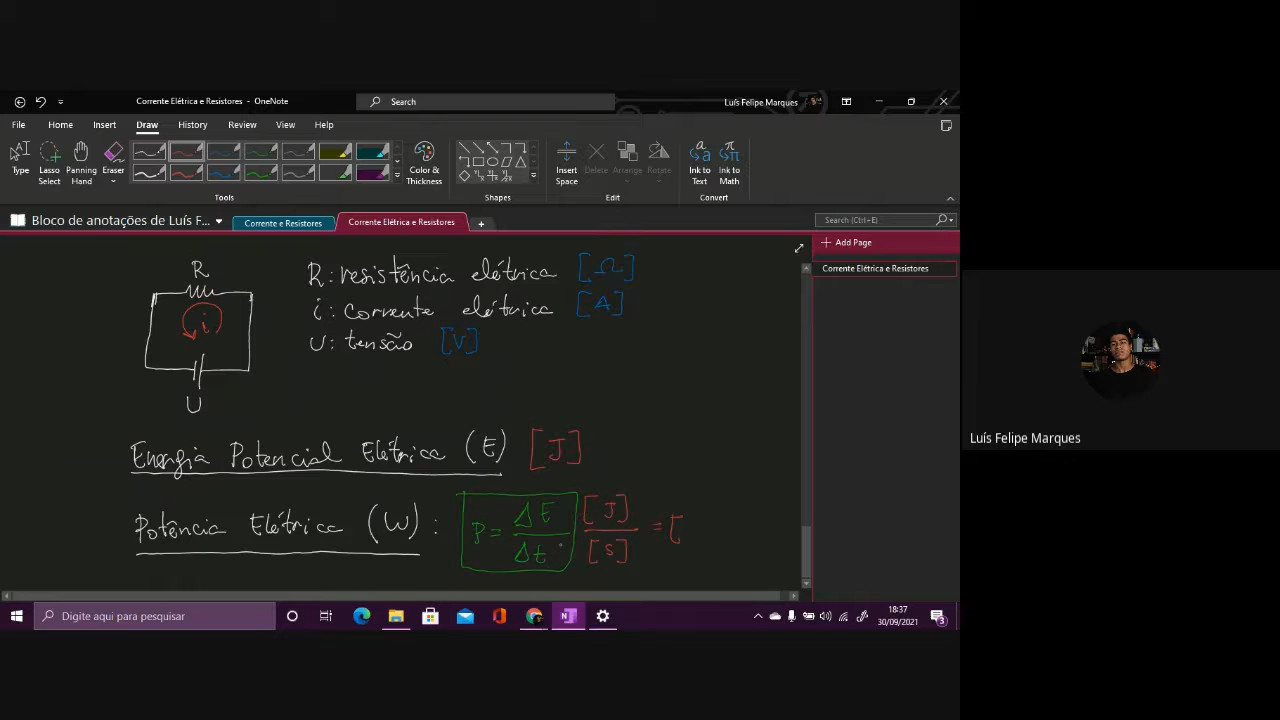 Corrente Elétrica e Resistores - OneNote
Search
Luís Felipe Marques
File Home Insert Draw History Review View Help
Type
Lasso Select
Panning Hand
Eraser
Color & Thickness
Insert Space
Delete
Arrange
Rotate
Ink to Text
Ink to Math
Tools
Shapes
Edit
Convert
Bloco de anotações de Luís F...
Corrente e Resistores
Corrente Elétrica e Resistores
+
Search (Ctrl+E)
Add Page
Corrente Elétrica e Resistores
R
i
U
R: resistência elétrica [Ω]
i: corrente elétrica [A]
U: tensão [V]
Energia Potencial Elétrica (E) [J]
Potência Elétrica (W) : P = ΔE / Δt [J] / [s] = [
Luís Felipe Marques
Digite aqui para pesquisar
18:37
30/09/2021
3